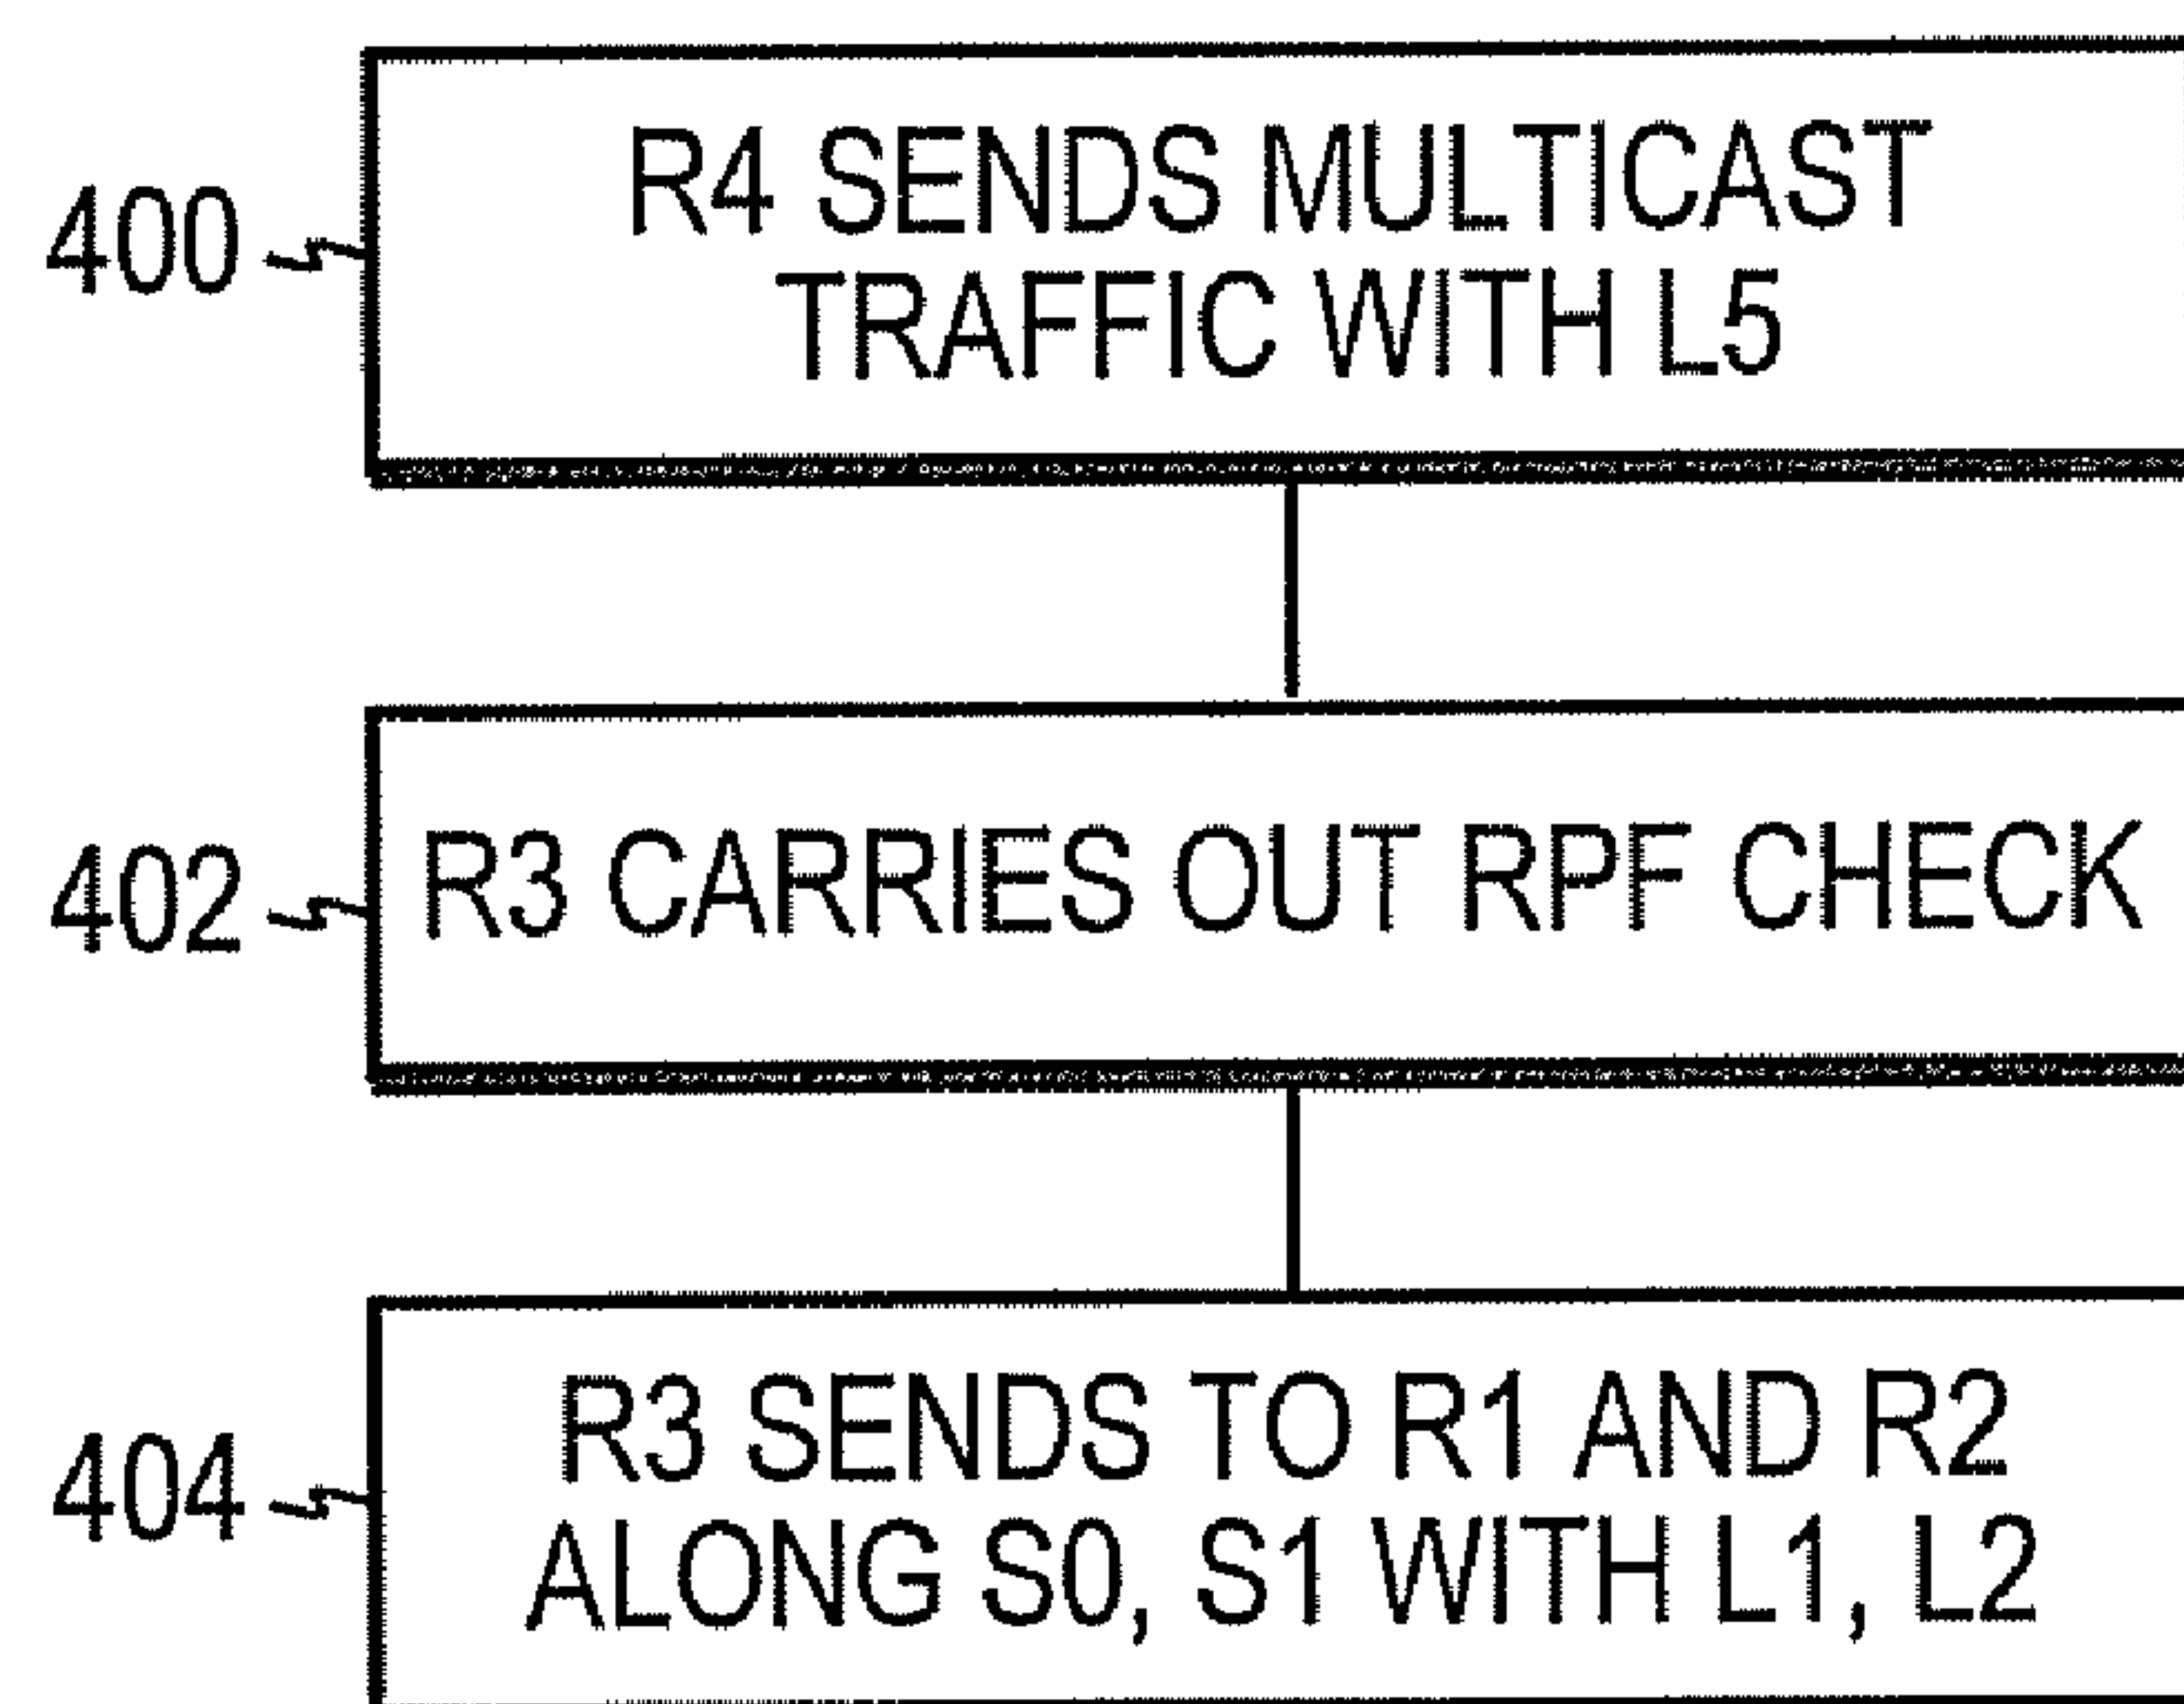 400
R4 SENDS MULTICAST
TRAFFIC WITH L5
402
R3 CARRIES OUT RPF CHECK
404
R3 SENDS TO R1 AND R2
ALONG S0, S1 WITH L1, L2